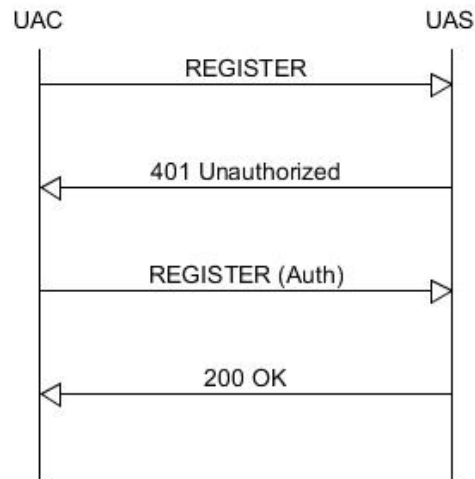 UAC UAS
REGISTER
401 Unauthorized
REGISTER (Auth)
200 OK